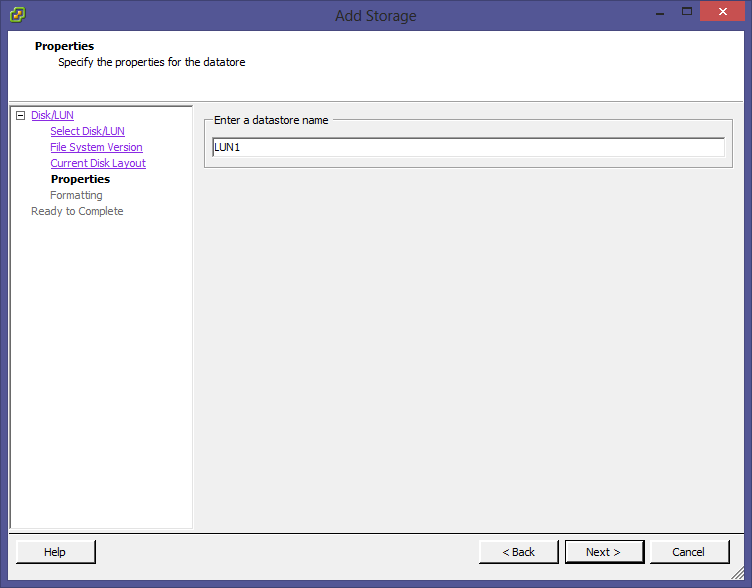 Add Storage
Properties
Specify the properties for the datatore
Disk/LUN
Select Disk/LUN
File System Version
Current Disk Layout
Properties
Formatting
Ready to Complete
Enter a datastore name
LUN1
Help
< Back
Next >
Cancel